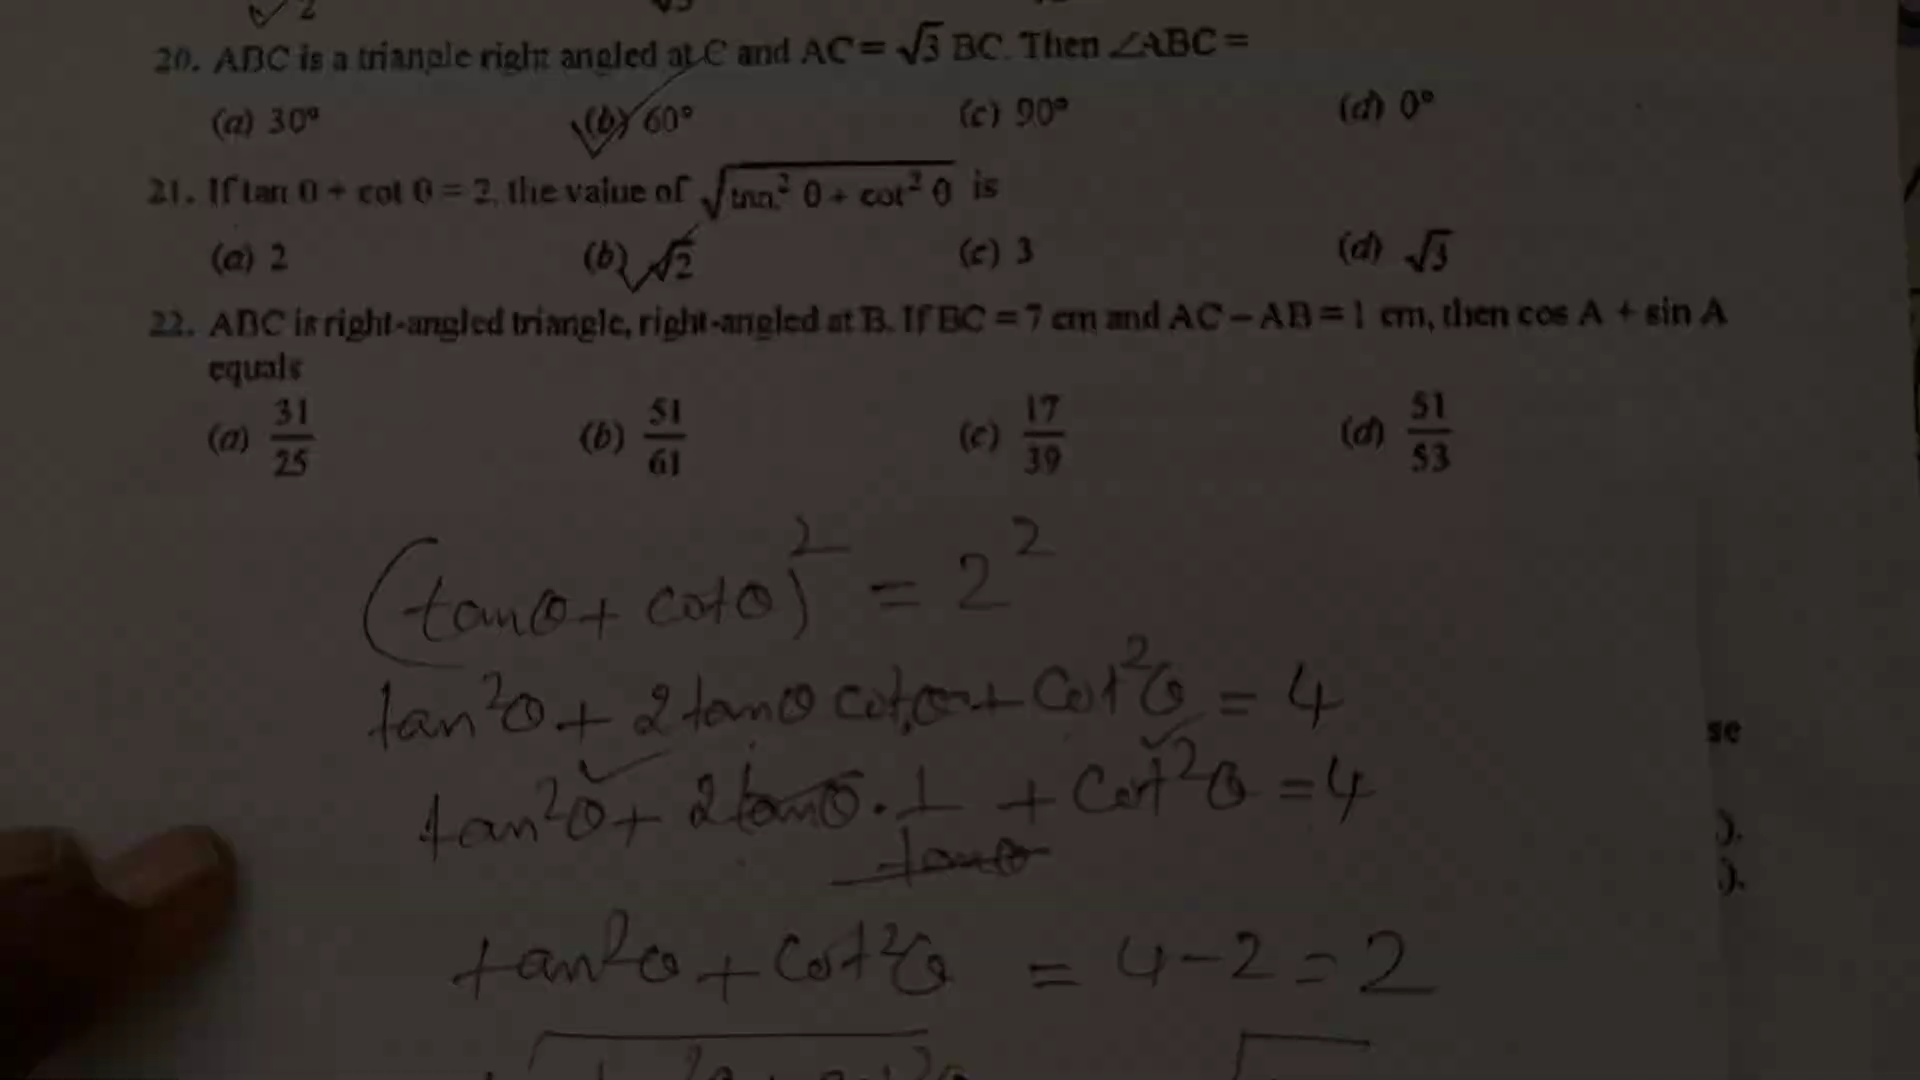 2
20. ABC is a triangle right angled at C and AC = √3 BC. Then ∠ABC =
(a) 30° (b) 60° (c) 90° (d) 0°
21. If tan θ + cot θ = 2, the value of √(tan² θ + cot² θ) is
(a) 2 (b) √2 (c) 3 (d) √3
22. ABC is right-angled triangle, right-angled at B. If BC = 7 cm and AC – AB = 1 cm, then cos A + sin A
equals
(a) 31/25 (b) 51/61 (c) 17/39 (d) 51/53
(tanθ + cotθ)² = 2²
tan²θ + 2tanθ cotθ + cot²θ = 4
se
tan²θ + 2tanθ · 1/tanθ + cot²θ = 4
).
).
tan²θ + cot²θ = 4 - 2 = 2